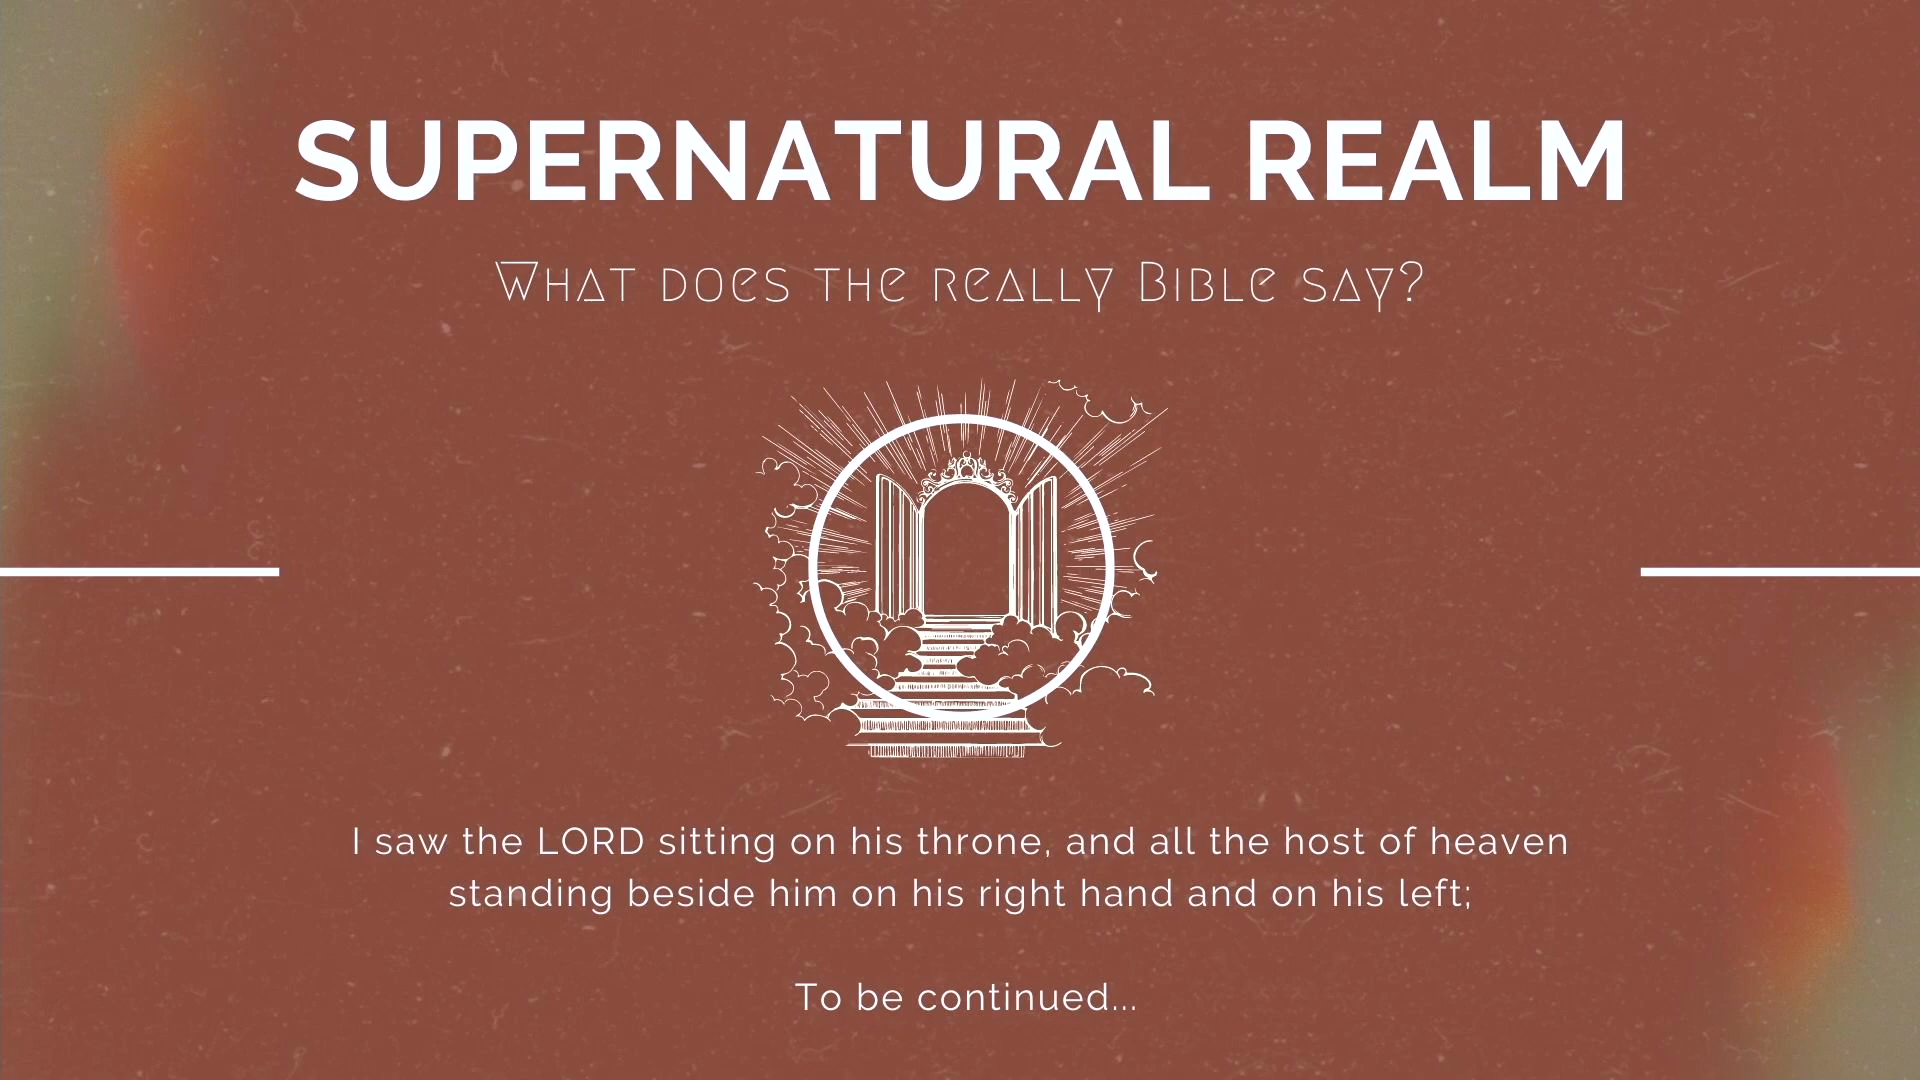 SUPERNATURAL REALM
What does the really Bible say?
I saw the LORD sitting on his throne, and all the host of heaven
standing beside him on his right hand and on his left;
To be continued...